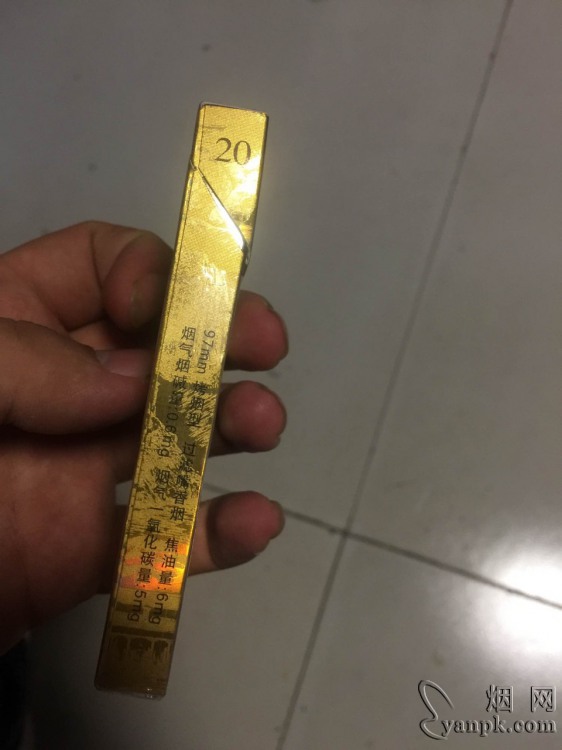 20
97mm 烤烟型 过滤嘴香烟 焦油量:6mg
烟气烟碱量:0.6mg 烟气一氧化碳量:5mg
烟网
yanpk.com